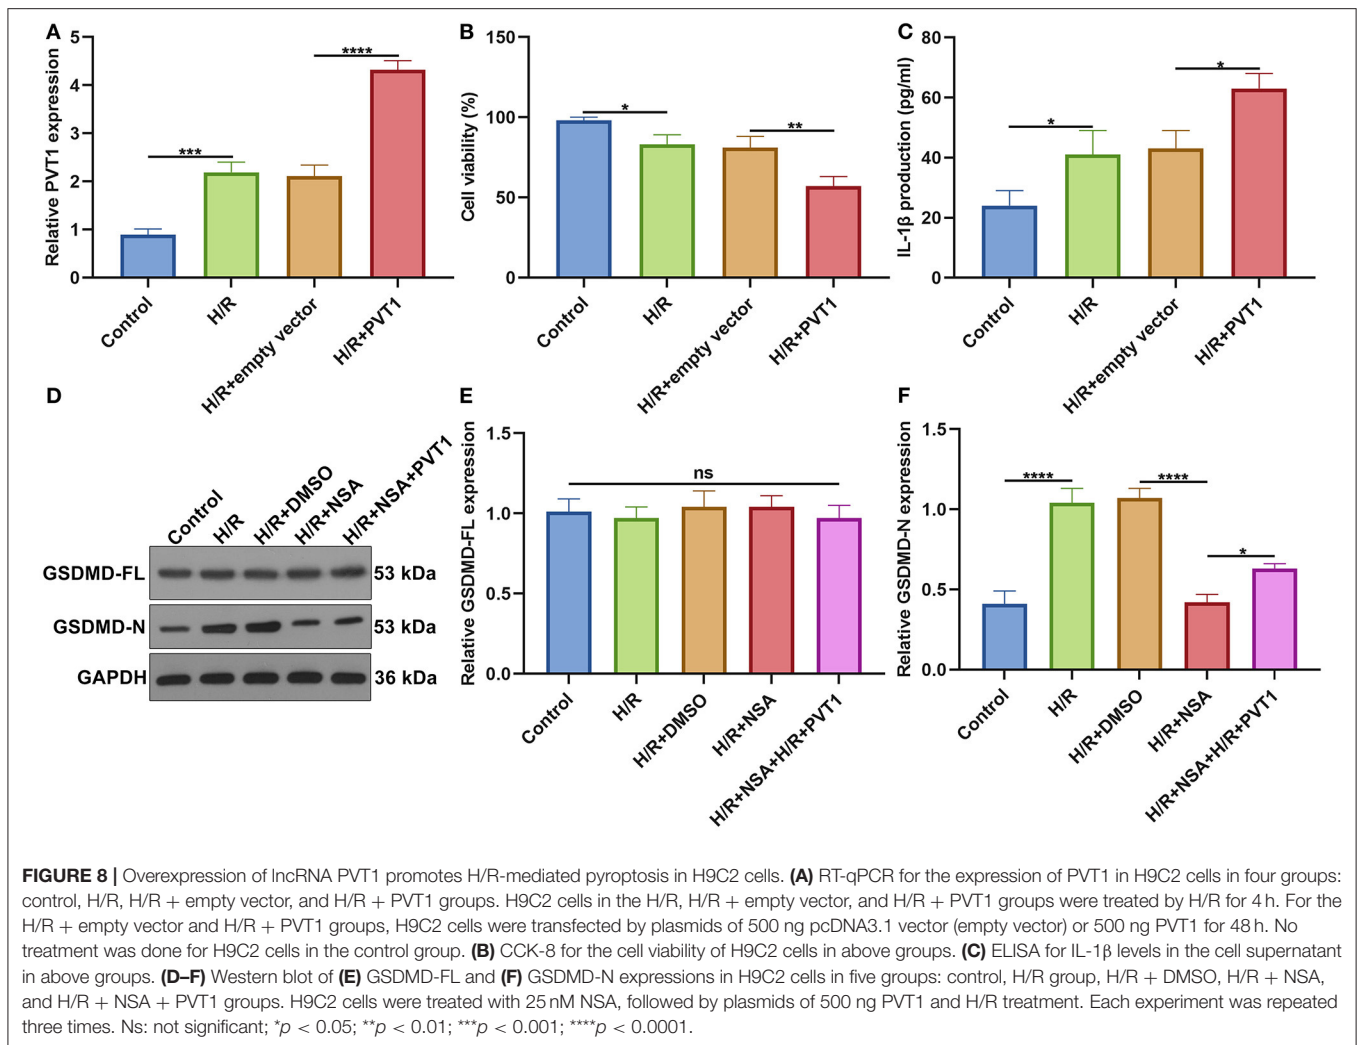 A
Relative PVT1 expression
5
4
3
2
1
0
***
****
Control
H/R
H/R+empty vector
H/R+PVT1
B
Cell viability (%)
150
100
50
0
*
**
Control
H/R
H/R+empty vector
H/R+PVT1
C
IL-1β production (pg/ml)
80
60
40
20
0
*
*
Control
H/R
H/R+empty vector
H/R+PVT1
D
Control
H/R
H/R+DMSO
H/R+NSA
H/R+NSA+PVT1
GSDMD-FL 53 kDa
GSDMD-N 53 kDa
GAPDH 36 kDa
E
Relative GSDMD-FL expression
1.5
1.0
0.5
0.0
ns
Control
H/R
H/R+DMSO
H/R+NSA
H/R+NSA+H/R+PVT1
F
Relative GSDMD-N expression
1.5
1.0
0.5
0.0
****
****
*
Control
H/R
H/R+DMSO
H/R+NSA
H/R+NSA+H/R+PVT1
FIGURE 8 | Overexpression of lncRNA PVT1 promotes H/R-mediated pyroptosis in H9C2 cells. (A) RT-qPCR for the expression of PVT1 in H9C2 cells in four groups:
control, H/R, H/R + empty vector, and H/R + PVT1 groups. H9C2 cells in the H/R, H/R + empty vector, and H/R + PVT1 groups were treated by H/R for 4 h. For the
H/R + empty vector and H/R + PVT1 groups, H9C2 cells were transfected by plasmids of 500 ng pcDNA3.1 vector (empty vector) or 500 ng PVT1 for 48 h. No
treatment was done for H9C2 cells in the control group. (B) CCK-8 for the cell viability of H9C2 cells in above groups. (C) ELISA for IL-1β levels in the cell supernatant
in above groups. (D–F) Western blot of (E) GSDMD-FL and (F) GSDMD-N expressions in H9C2 cells in five groups: control, H/R group, H/R + DMSO, H/R + NSA,
and H/R + NSA + PVT1 groups. H9C2 cells were treated with 25 nM NSA, followed by plasmids of 500 ng PVT1 and H/R treatment. Each experiment was repeated
three times. Ns: not significant; *p < 0.05; **p < 0.01; ***p < 0.001; ****p < 0.0001.